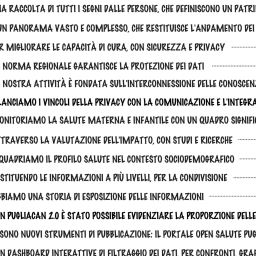 A RACCOLTA DI TUTTI I SEGNI DALLE PERSONE, CHE DEFINISCONO UN PATRI
UN PANORAMA VASTO E COMPLESSO, CHE RESTITUISCE L'ANDAMENTO DEI
R MIGLIORARE LE CAPACITÀ DI CURA, CON SICUREZZA E PRIVACY
NORMA REGIONALE GARANTISCE LA PROTEZIONE DEI DATI
NOSTRA ATTIVITÀ È FONDATA SULL'INTERCONNESSIONE DELLE CONOSCEN
LANCIAMO I VINCOLI DELLA PRIVACY CON LA COMUNICAZIONE E L'INTEGRA
ONITORIAMO LA SALUTE MATERNA E INFANTILE CON UN QUADRO SIGNIFI
TRAVERSO LA VALUTAZIONE DELL'IMPATTO, CON STUDI E RICERCHE
QUADRIAMO IL PROFILO SALUTE NEL CONTESTO SOCIODEMOGRAFICO
STITUENDO LE INFORMAZIONI A PIÙ LIVELLI, PER LA CONDIVISIONE
BIAMO UNA STORIA DI ESPOSIZIONE DELLE INFORMAZIONI
N PUGLIACAN 2.0 È STATO POSSIBILE EVIDENZIARE LA PROPORZIONE DELLE
SONO NUOVI STRUMENTI DI PUBBLICAZIONE: IL PORTALE OPEN SALUTE PUG
N DASHBOARD INTERATTIVE DI FILTRAGGIO DEI DATI, PER CONFRONTI, GRAF